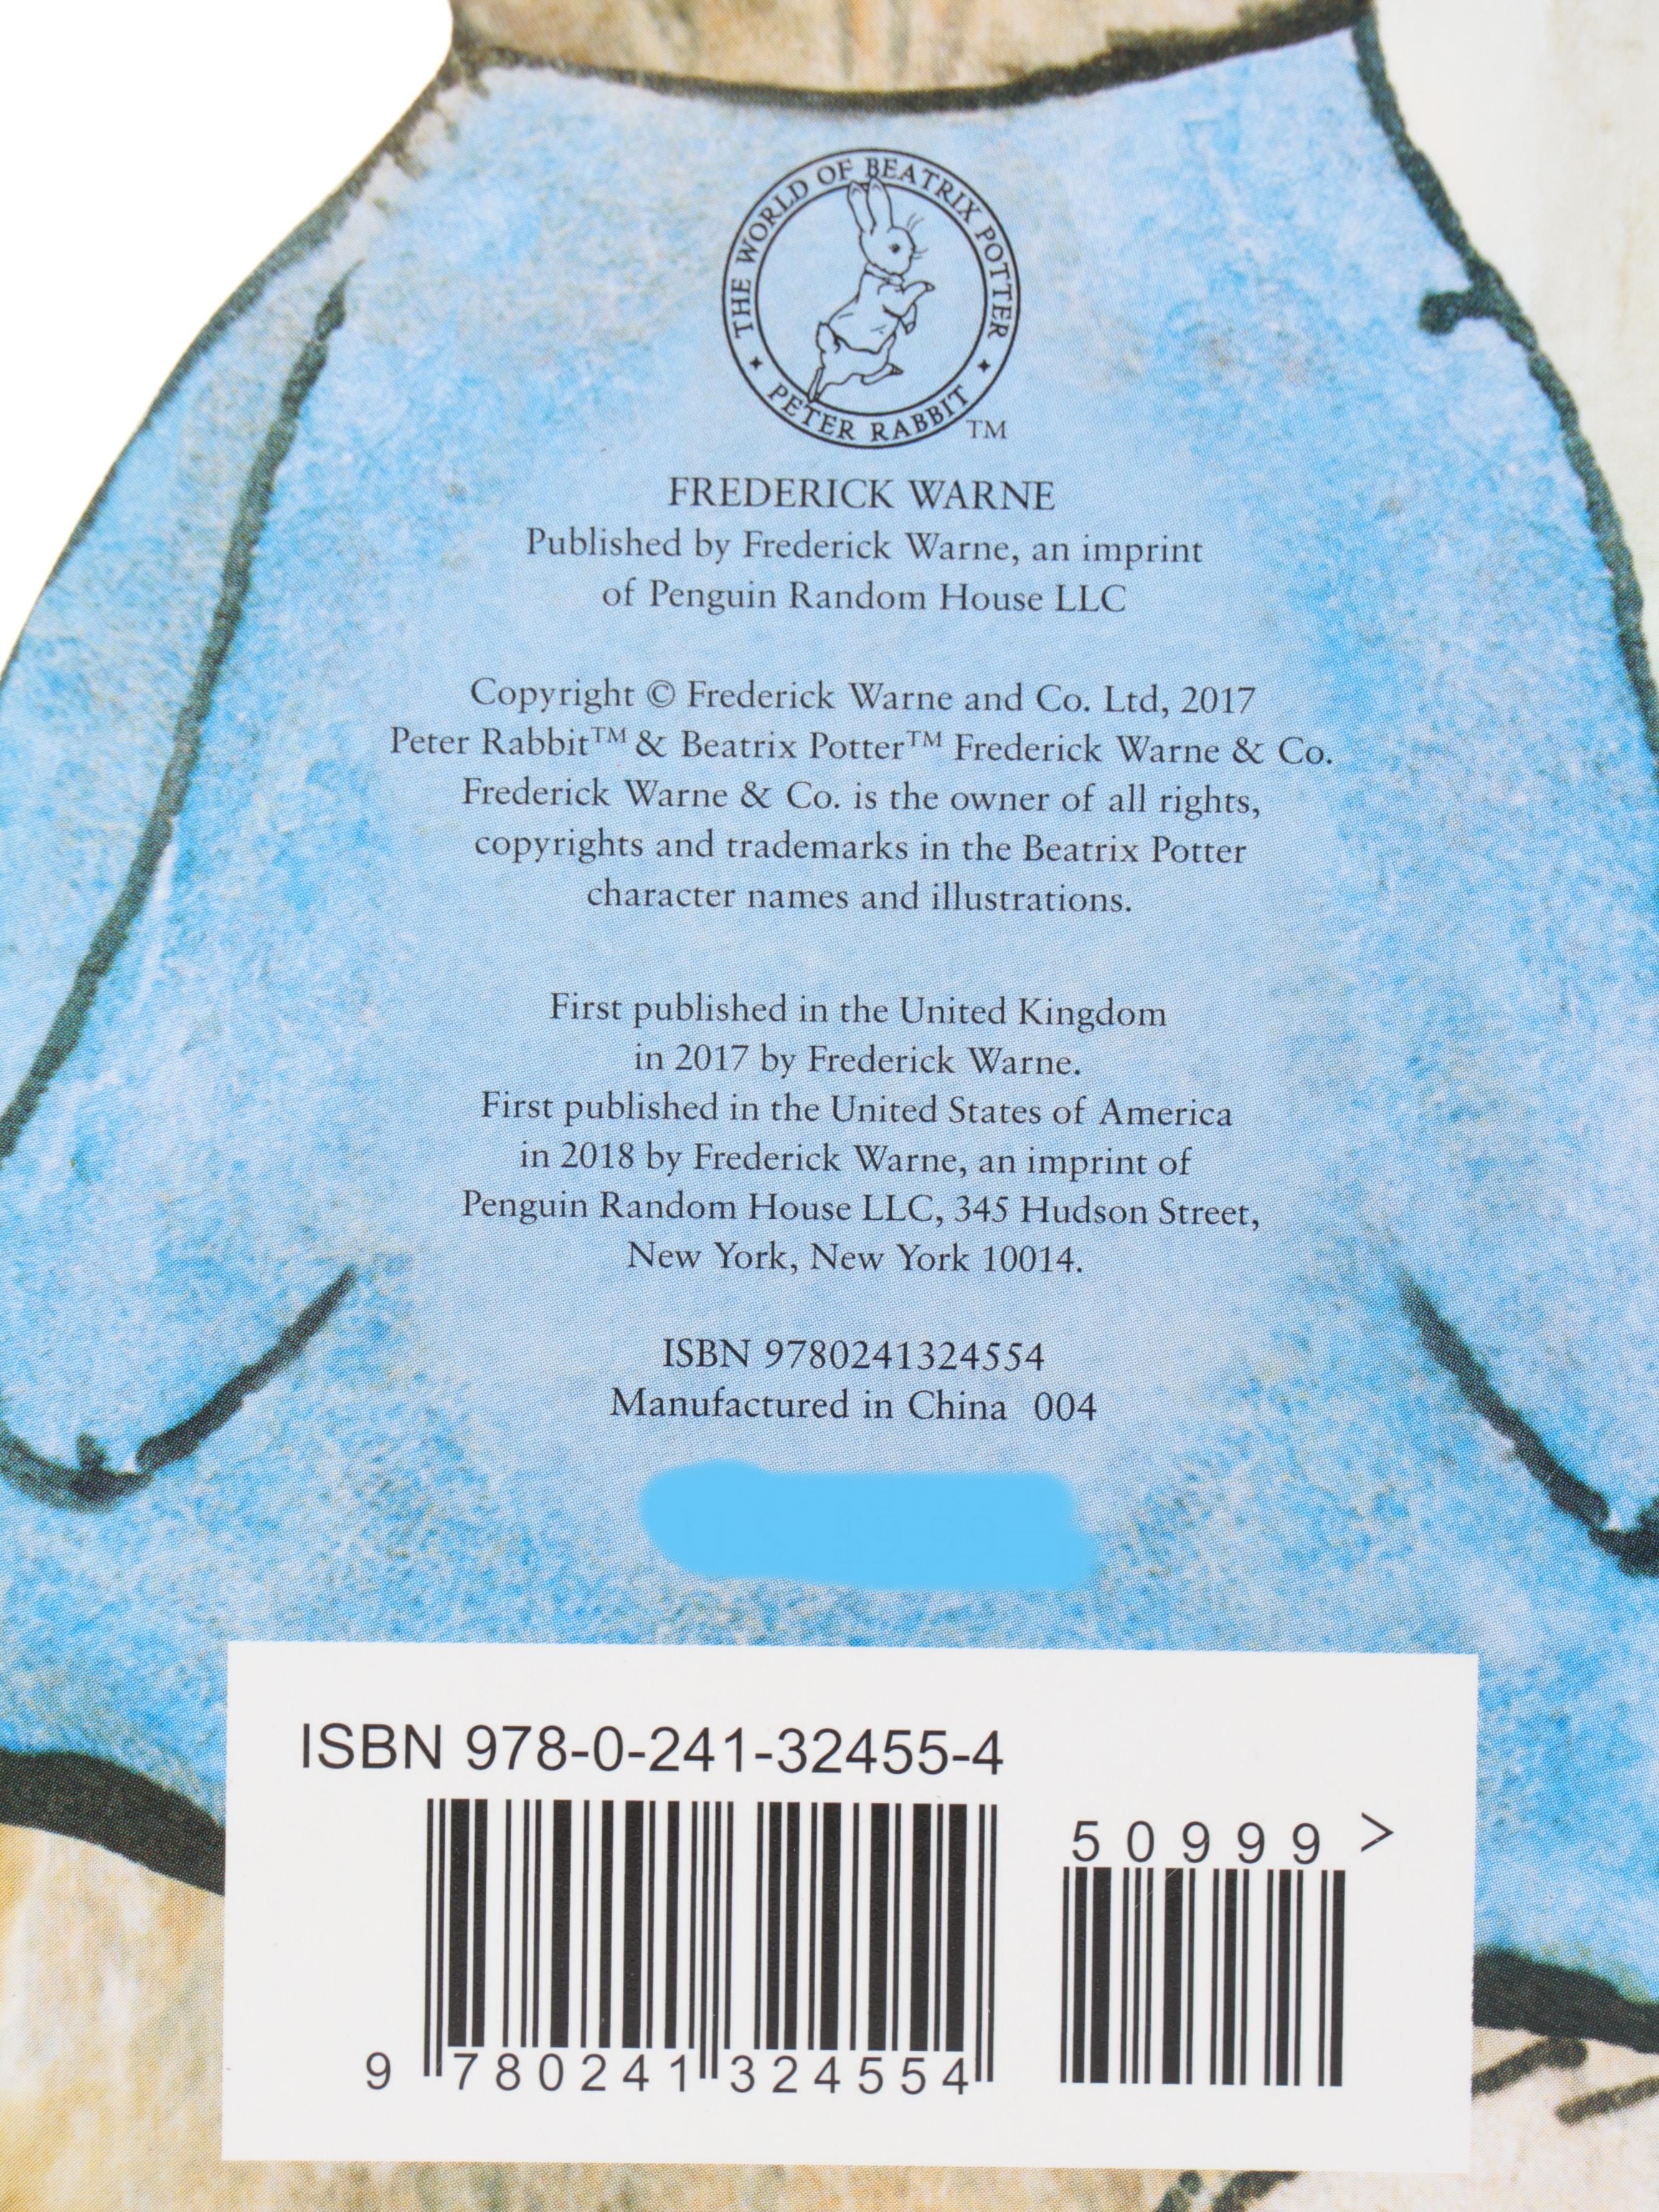 THE WORLD OF BEATRIX POTTER
PETER RABBIT
TM
FREDERICK WARNE
Published by Frederick Warne, an imprint
of Penguin Random House LLC
Copyright © Frederick Warne and Co. Ltd, 2017
Peter Rabbit™ & Beatrix Potter™ Frederick Warne & Co.
Frederick Warne & Co. is the owner of all rights,
copyrights and trademarks in the Beatrix Potter
character names and illustrations.
First published in the United Kingdom
in 2017 by Frederick Warne.
First published in the United States of America
in 2018 by Frederick Warne, an imprint of
Penguin Random House LLC, 345 Hudson Street,
New York, New York 10014.
ISBN 9780241324554
Manufactured in China 004
ISBN 978-0-241-32455-4
50999 >
9 780241 324554